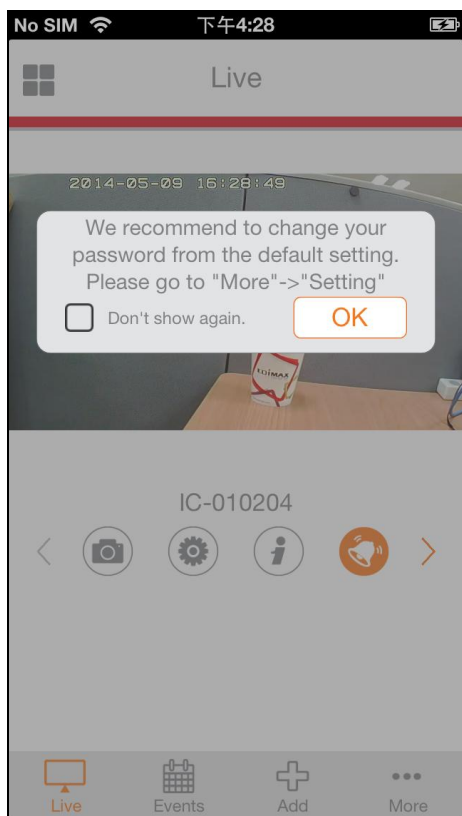 No SIM 下午4:28
Live
2014-05-09 16:28:49
We recommend to change your
password from the default setting.
Please go to "More"->"Setting"
Don't show again.
OK
EDIMAX
IC-010204
Live Events Add More